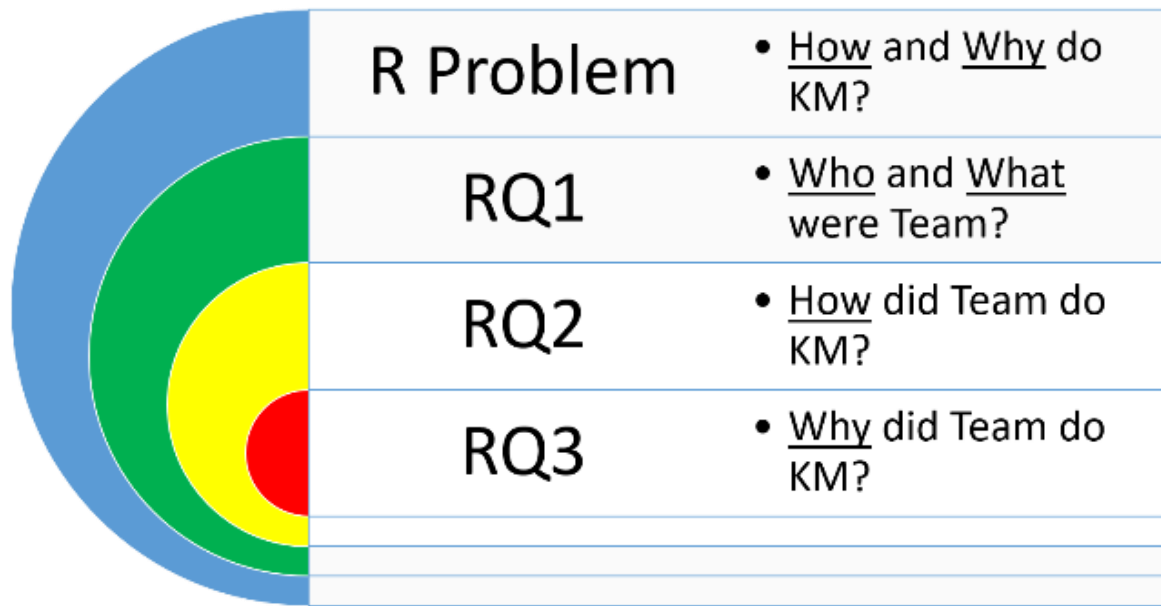 R Problem
• How and Why do
KM?
RQ1
• Who and What
were Team?
RQ2
• How did Team do
KM?
RQ3
• Why did Team do
KM?